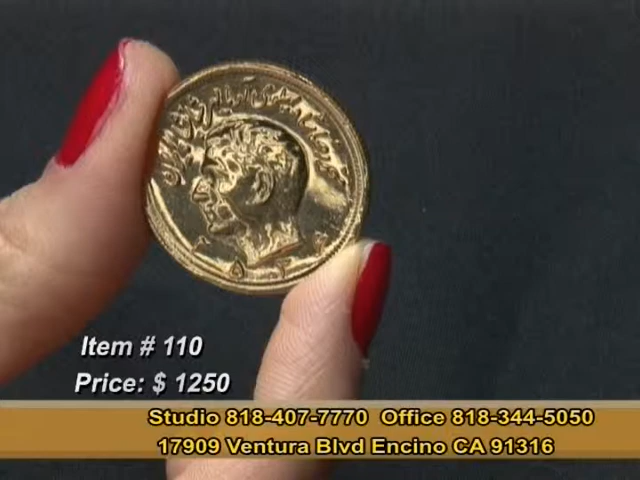 Item # 110
Price: $ 1250
Studio 818-407-7770 Office 818-344-5050
17909 Ventura Blvd Encino CA 91316